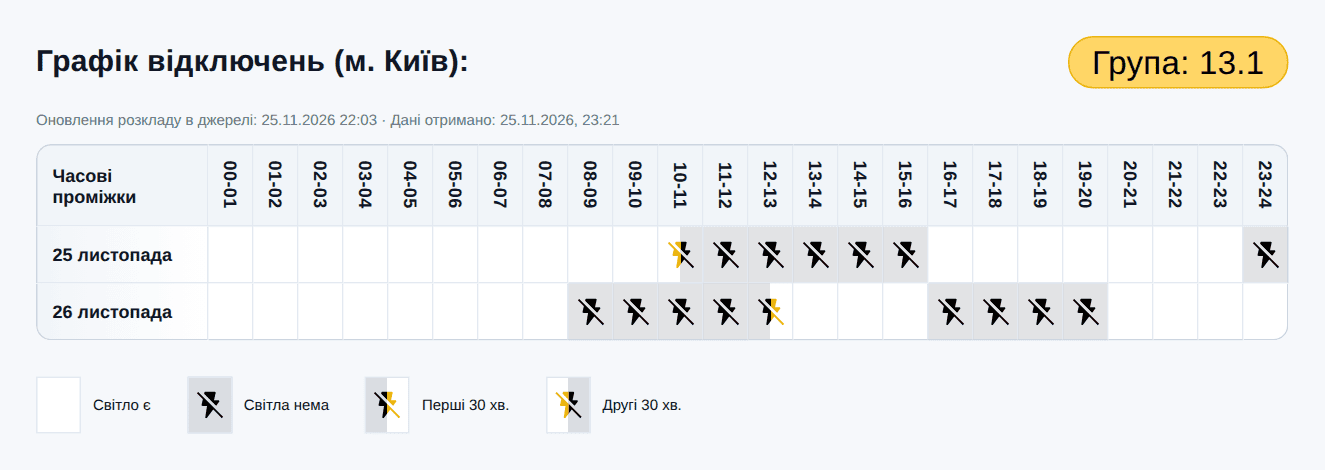 Графік відключень (м. Київ):
Група: 13.1
Оновлення розкладу в джерелі: 25.11.2026 22:03 · Дані отримано: 25.11.2026, 23:21
Часові
проміжки
00-01
01-02
02-03
03-04
04-05
05-06
06-07
07-08
08-09
09-10
10-11
11-12
12-13
13-14
14-15
15-16
16-17
17-18
18-19
19-20
20-21
21-22
22-23
23-24
25 листопада
26 листопада
Світло є
Світла нема
Перші 30 хв.
Другі 30 хв.